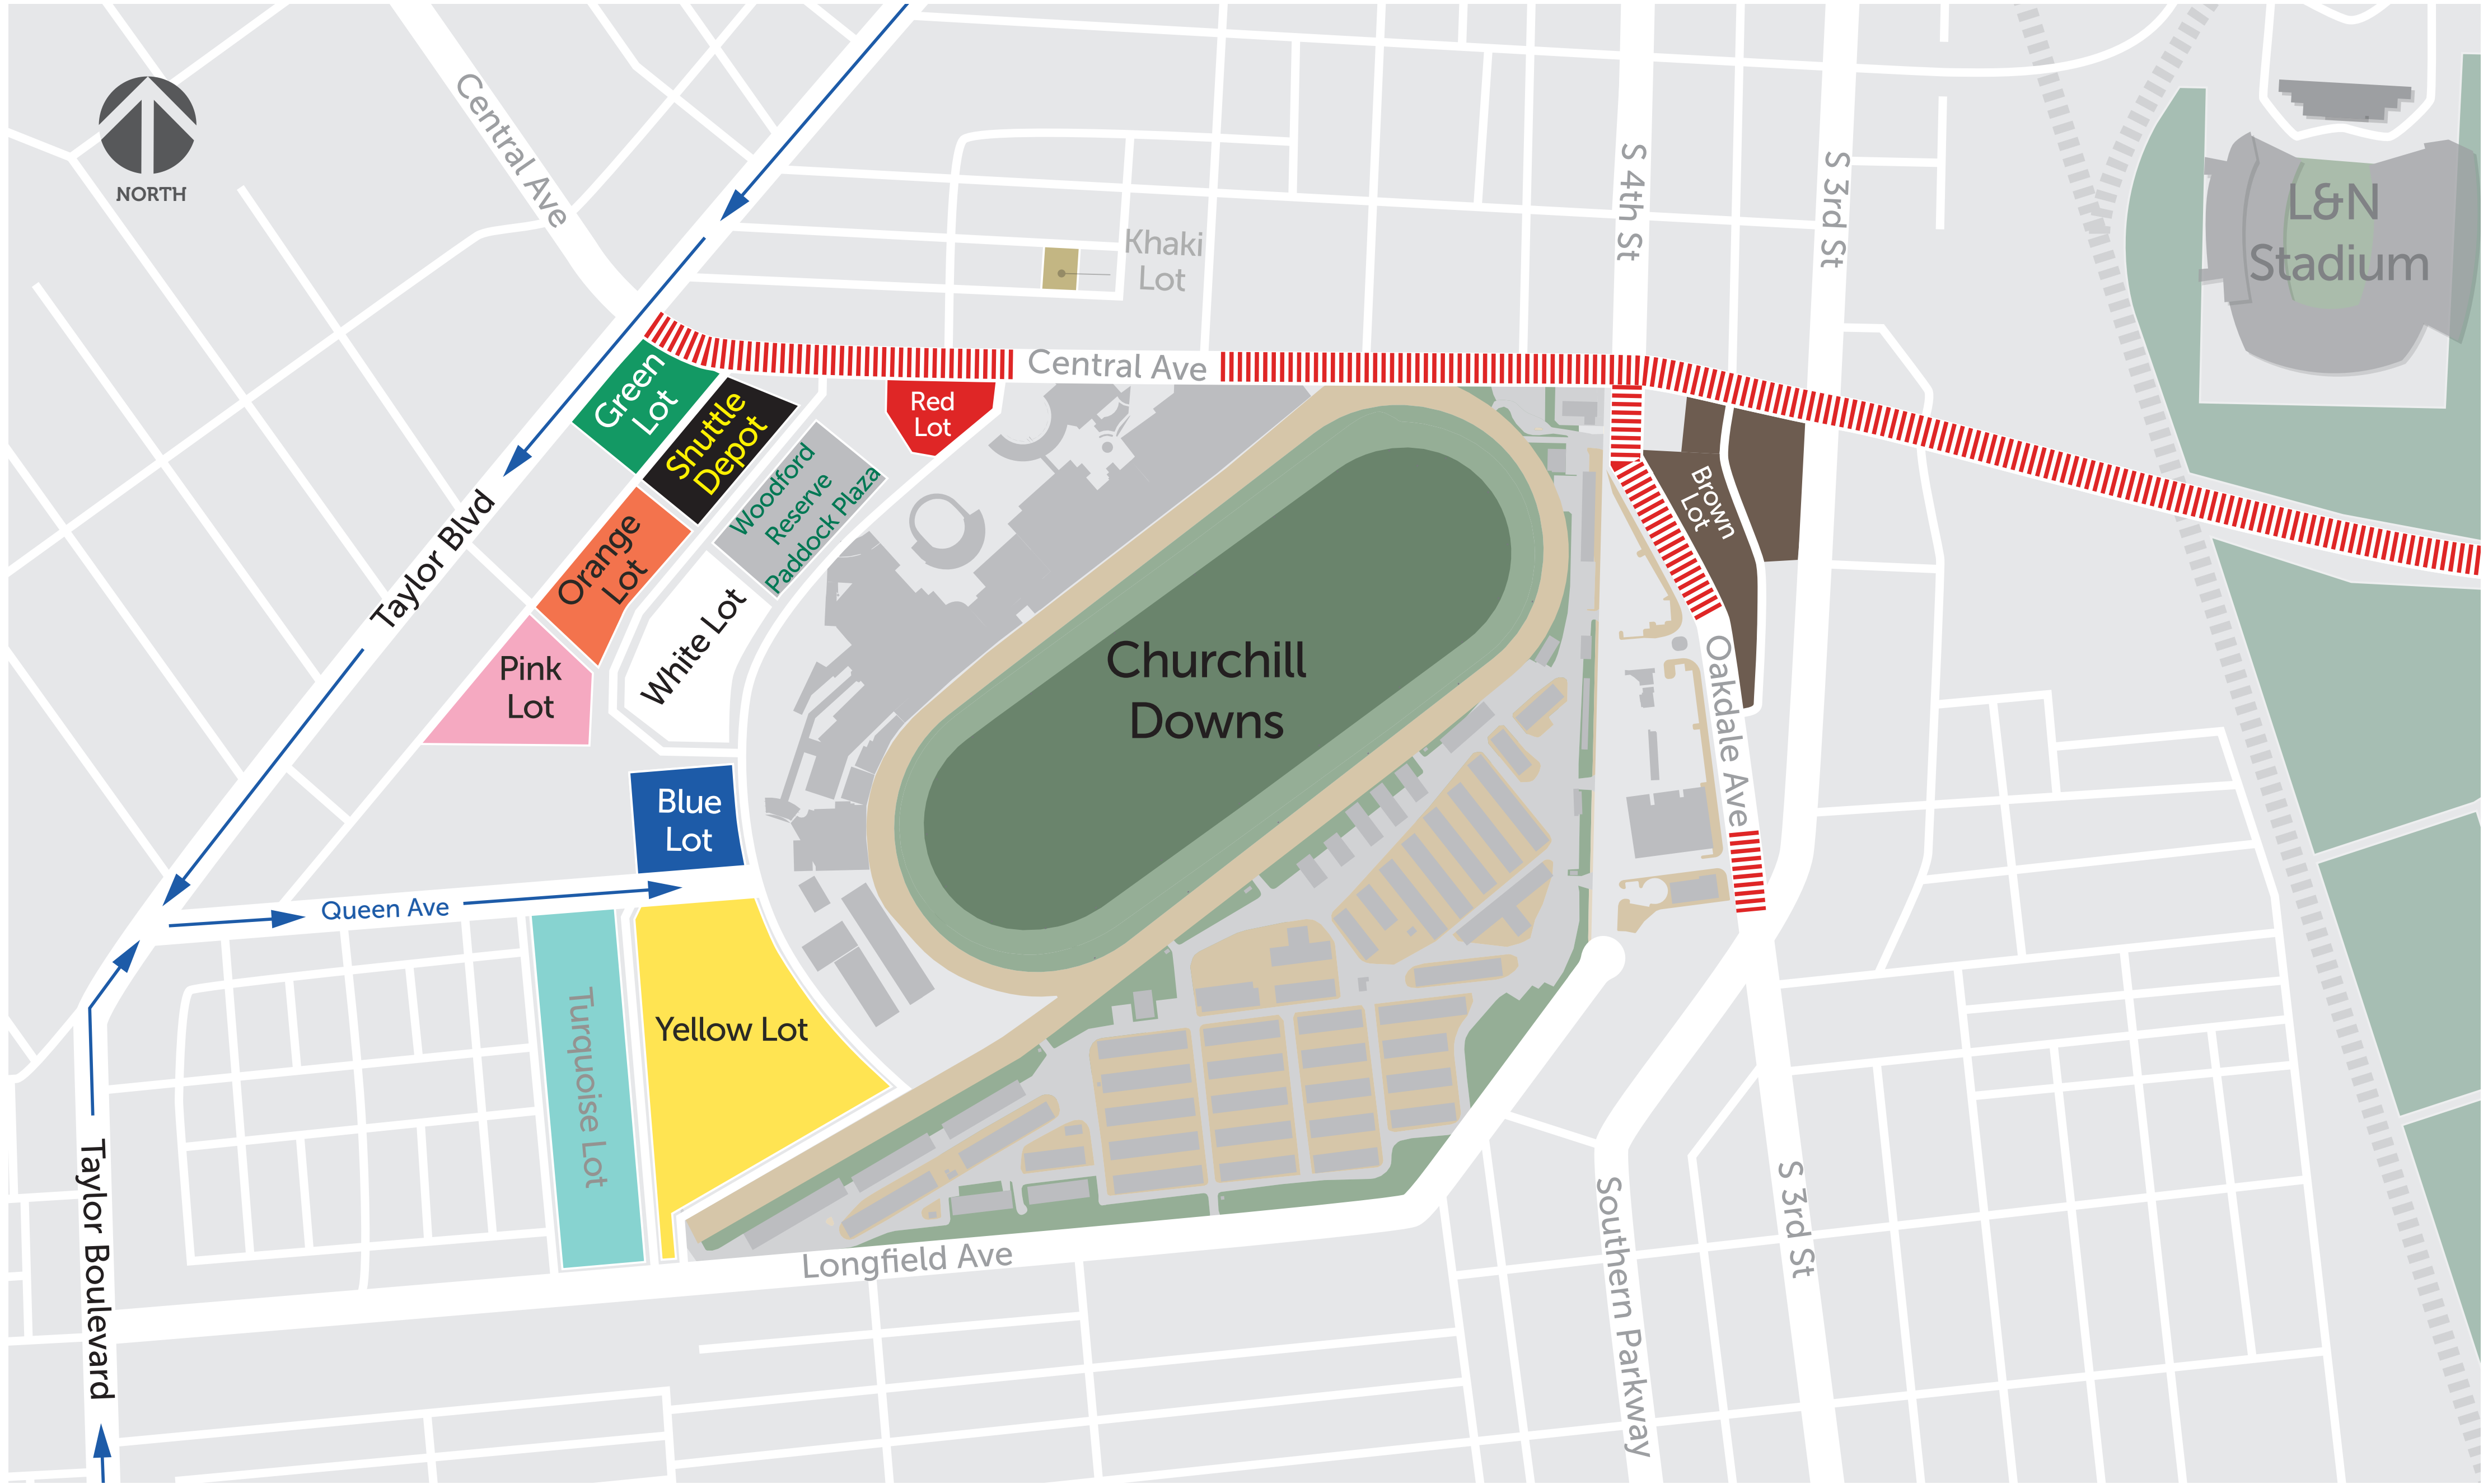 NORTH
Central Ave
Khaki
Lot
S 4th St
S 3rd St
L&N
Stadium
Central Ave
Green
Lot
Shuttle
Depot
Red
Lot
Woodford
Reserve
Paddock Plaza
Brown
Lot
Taylor Blvd
Orange
Lot
White Lot
Pink
Lot
Churchill
Downs
Oakdale Ave
Blue
Lot
Queen Ave
Turquoise Lot
Yellow Lot
Taylor Boulevard
Longfield Ave
Southern Parkway
S 3rd St